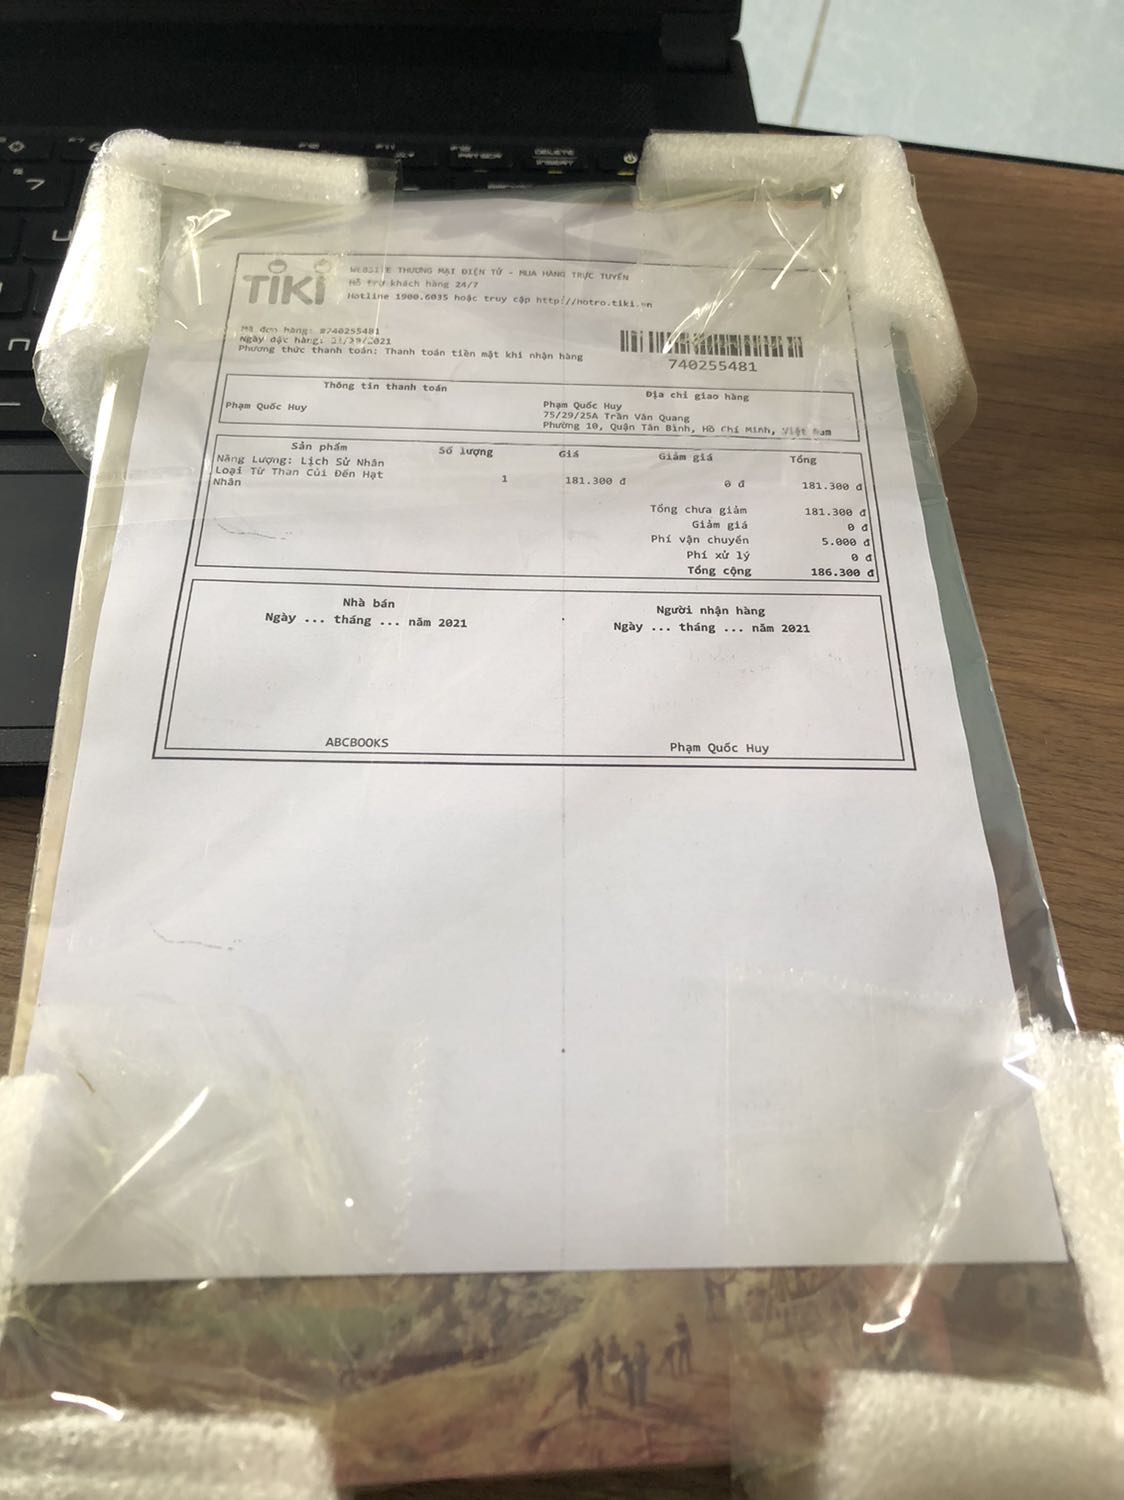 TiKi
WEBSITE THƯƠNG MẠI ĐIỆN TỬ - MUA HÀNG TRỰC TUYẾN
Hỗ trợ khách hàng 24/7
Hotline 1900.6035 hoặc truy cập http://hotro.tiki.vn
Mã đơn hàng: #740255481
Ngày đặc hàng: /2021
Phương thức thanh toán: Thanh toán tiền mặt khi nhận hàng
740255481
Thông tin thanh toán
Địa chỉ giao hàng
Phạm Quốc Huy
Phạm Quốc Huy
75/29/25A Trần Văn Quang
Phường 10, Quận Tân Bình, Hồ Chí Minh, Việt Nam
Sản phẩm Số lượng Giá Giảm giá Tổng
Năng Lượng: Lịch Sử Nhân
Loại Từ Than Củi Đến Hạt
Nhân
1 181.300 đ 0 đ 181.300 đ
Tổng chưa giảm 181.300 đ
Giảm giá 0 đ
Phí vận chuyển 5.000 đ
Phí xử lý 0 đ
Tổng cộng 186.300 đ
Nhà bán
Ngày ... tháng ... năm 2021
ABCBOOKS
Người nhận hàng
Ngày ... tháng ... năm 2021
Phạm Quốc Huy
DELETE
INSERT
7
U